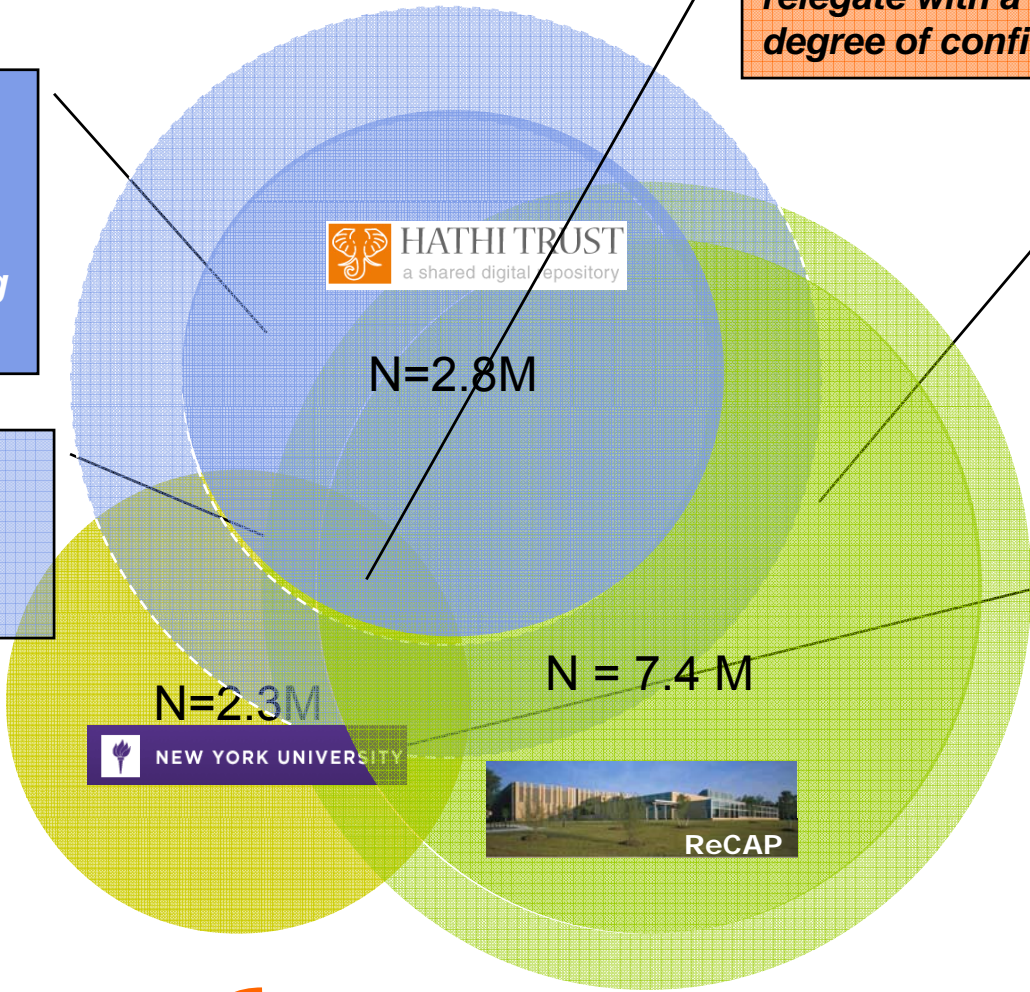 relegate with a
degree of confi
g
HATHI TRUST
a shared digital repository
N=2.8M
N=2.3M
NEW YORK UNIVERSITY
N = 7.4 M
ReCAP